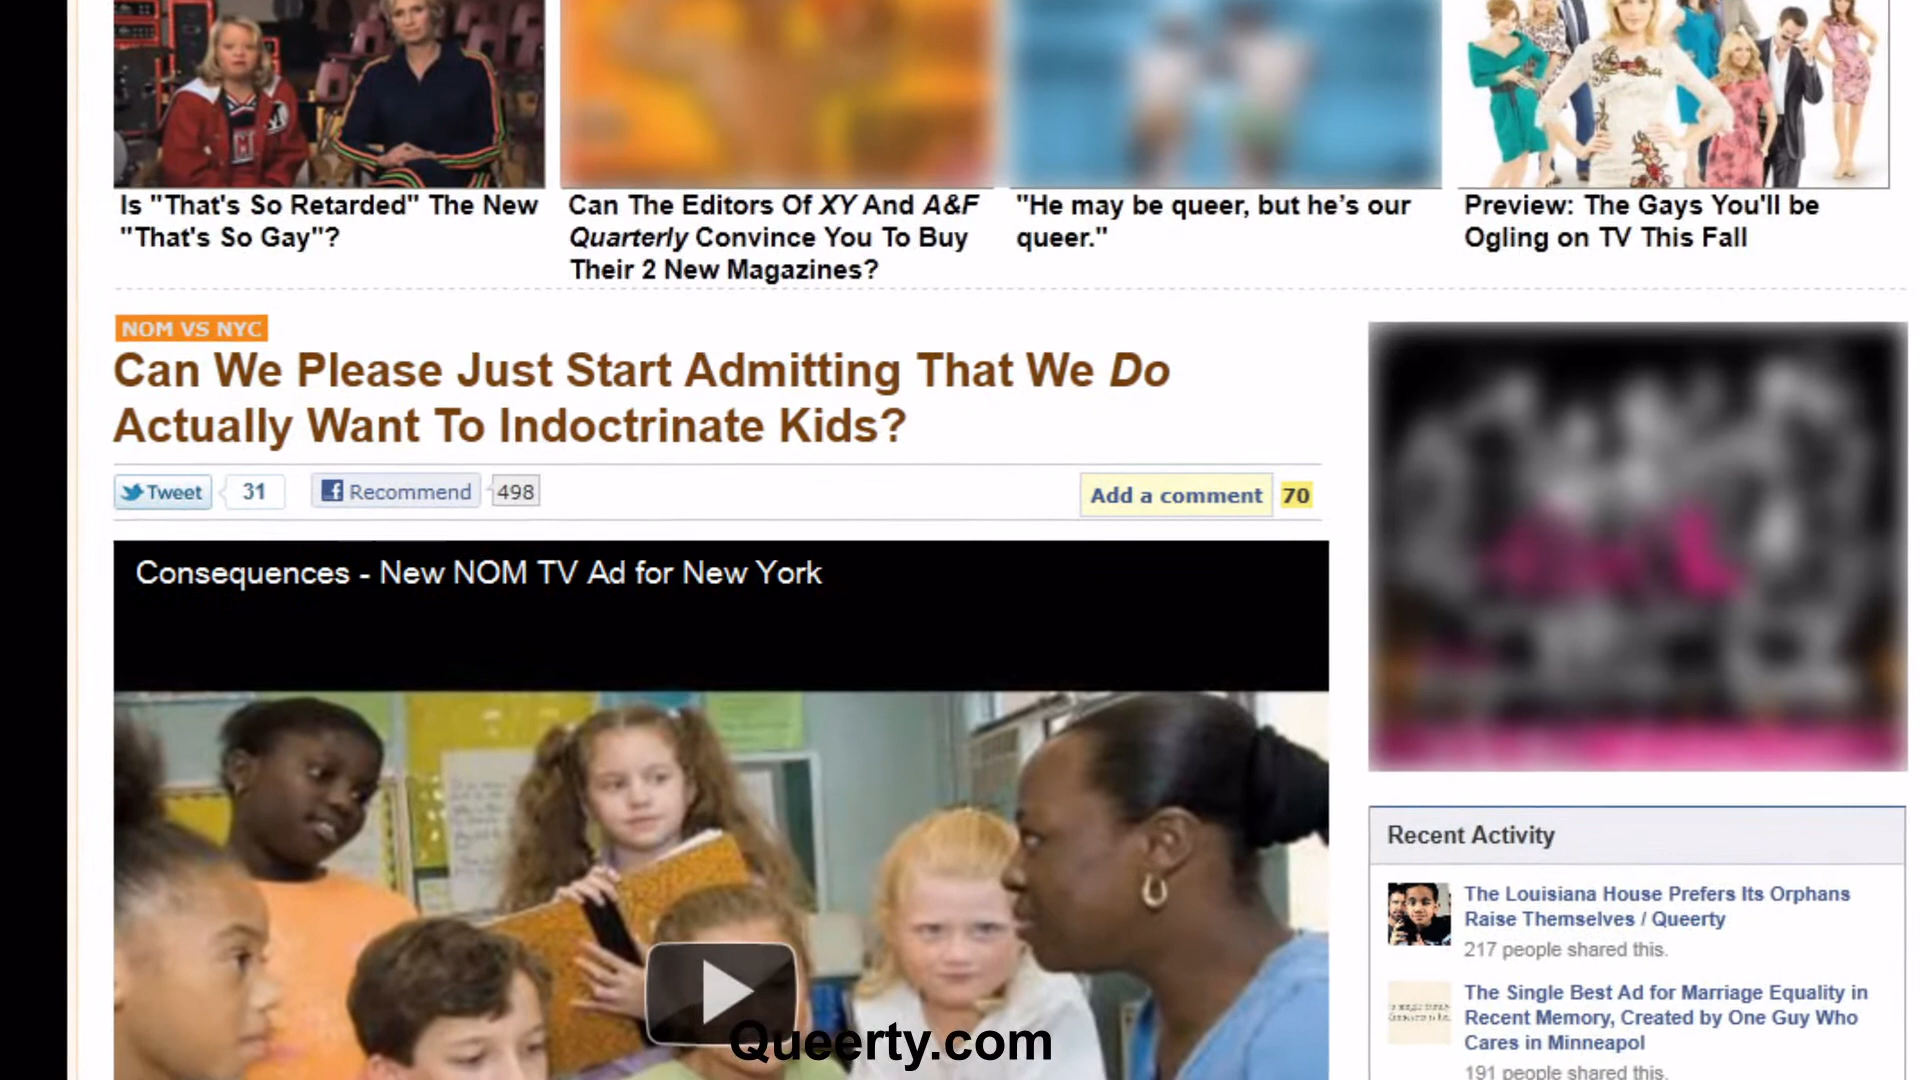 Is "That's So Retarded" The New
"That's So Gay"?
Can The Editors Of XY And A&F
Quarterly Convince You To Buy
Their 2 New Magazines?
"He may be queer, but he's our
queer."
Preview: The Gays You'll be
Ogling on TV This Fall
NOM VS NYC
Can We Please Just Start Admitting That We Do
Actually Want To Indoctrinate Kids?
Tweet 31 Recommend 498 Add a comment 70
Consequences - New NOM TV Ad for New York
Queerty.com
Recent Activity
The Louisiana House Prefers Its Orphans
Raise Themselves / Queerty
217 people shared this.
The Single Best Ad for Marriage Equality in
Recent Memory, Created by One Guy Who
Cares in Minneapol
191 people shared this.